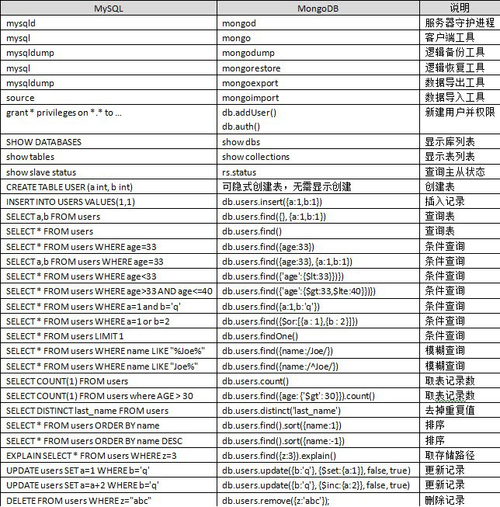 MySQL MongoDB 说明
mysqld mongod 服务器守护进程
mysql mongo 客户端工具
mysqldump mongodump 逻辑备份工具
mysql mongorestore 逻辑恢复工具
mysqldump mongoexport 数据导出工具
source mongoimport 数据导入工具
grant * privileges on *.* to ... db.addUser() 新建用户并权限
db.auth()
SHOW DATABASES show dbs 显示库列表
show tables show collections 显示表列表
show slave status rs.status 查询主从状态
CREATE TABLE USER (a int, b int) 可隐式创建表，无需显示创建 创建表
INSERT INTO USERS VALUES(1,1) db.users.insert({a:1,b:1}) 插入记录
SELECT a,b FROM users db.users.find({}, {a:1,b:1}) 查询表
SELECT * FROM users db.users.find() 查询表
SELECT * FROM users WHERE age=33 db.users.find({age:33}) 条件查询
SELECT a,b FROM users WHERE age=33 db.users.find({age:33}, {a:1,b:1}) 条件查询
SELECT * FROM users WHERE age<33 db.users.find({'age':{$lt:33}})}) 条件查询
SELECT * FROM users WHERE age>33 AND age<=40 db.users.find({'age':{$gt:33,$lte:40}})}) 条件查询
SELECT * FROM users WHERE a=1 and b='q' db.users.find({a:1,b:'q'}) 条件查询
SELECT * FROM users WHERE a=1 or b=2 db.users.find({$or:[{a : 1},{b : 2}]}) 条件查询
SELECT * FROM users LIMIT 1 db.users.findOne() 条件查询
SELECT * FROM users WHERE name LIKE "%Joe%" db.users.find({name:/Joe/}) 模糊查询
SELECT * FROM users WHERE name LIKE "Joe%" db.users.find({name:/^Joe/}) 模糊查询
SELECT COUNT(1) FROM users db.users.count() 取表记录数
SELECT COUNT(1) FROM users where AGE > 30 db.users.find({age: {'$gt': 30}}).count() 取表记录数
SELECT DISTINCT last_name FROM users db.users.distinct('last_name') 去掉重复值
SELECT * FROM users ORDER BY name db.users.find().sort({name:1}) 排序
SELECT * FROM users ORDER BY name DESC db.users.find().sort({name:-1}) 排序
EXPLAIN SELECT * FROM users WHERE z=3 db.users.find({z:3}).explain() 取存储路径
UPDATE users SET a=1 WHERE b='q' db.users.update({b:'q'}, {$set:{a:1}}, false, true) 更新记录
UPDATE users SET a=a+2 WHERE b='q' db.users.update({b:'q'}, {$inc:{a:2}}, false, true) 更新记录
DELETE FROM users WHERE z="abc" db.users.remove({z:'abc'}); 删除记录